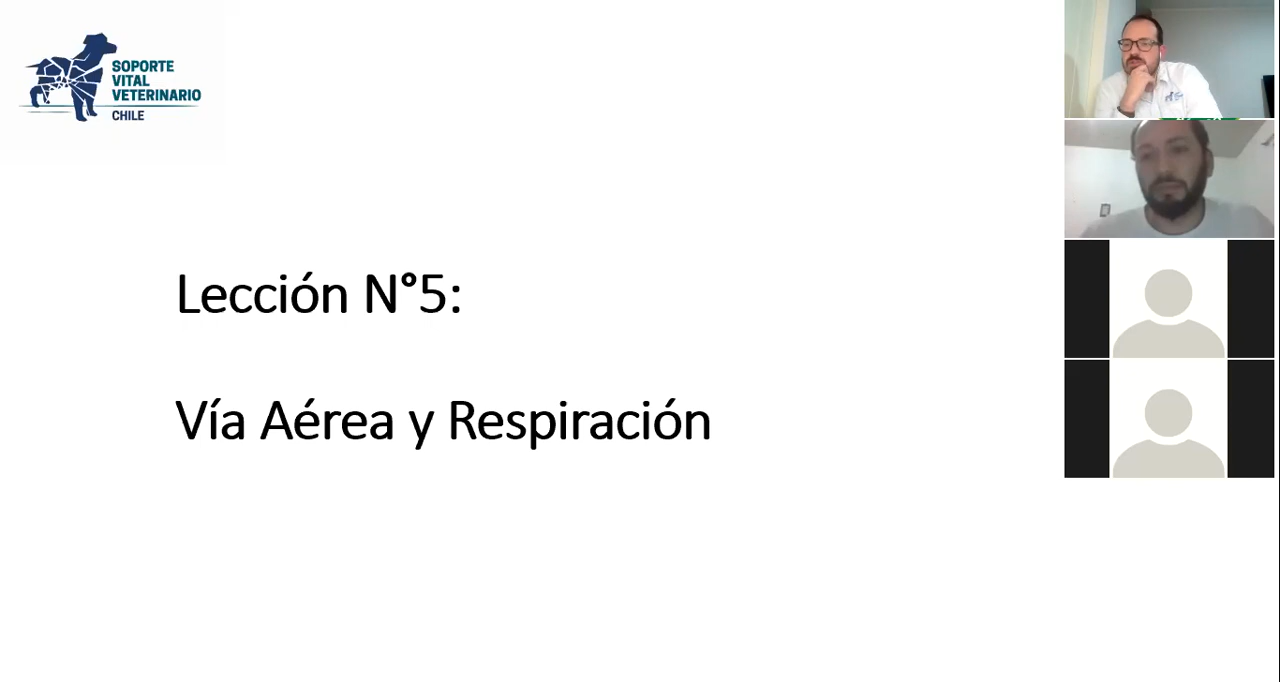 SOPORTE
VITAL
VETERINARIO
CHILE
Lección N°5:
Vía Aérea y Respiración